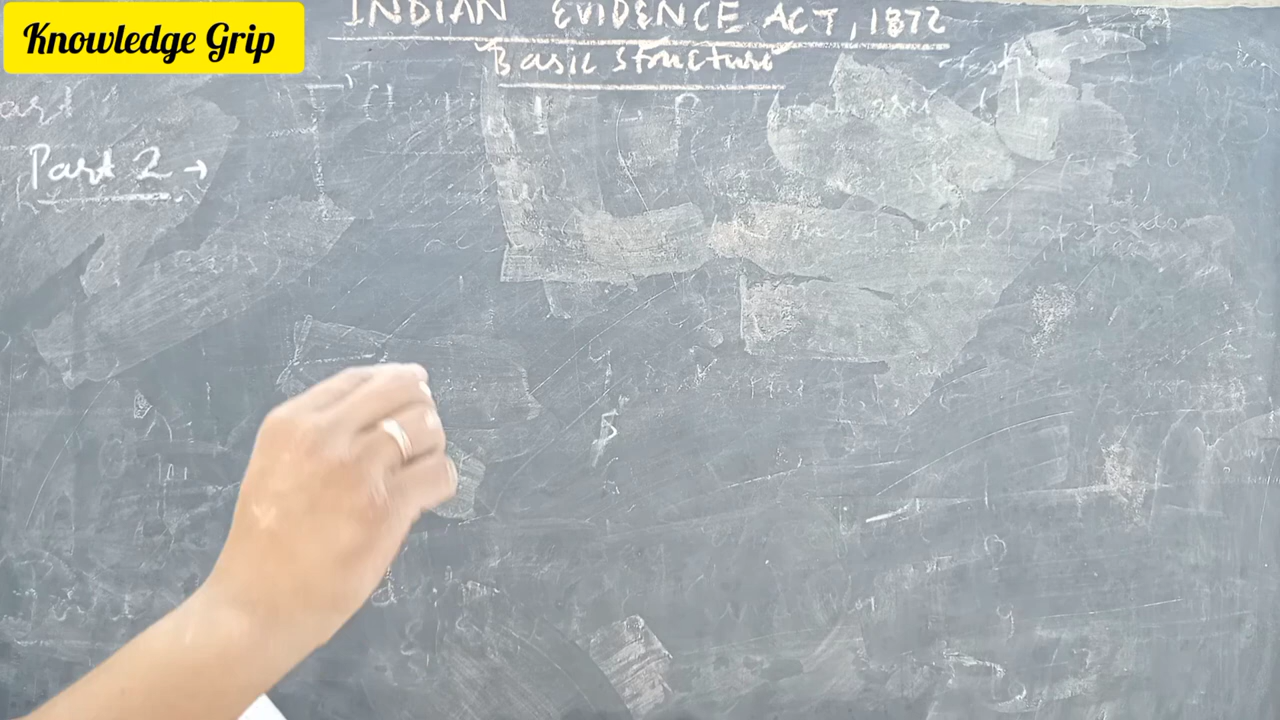 Knowledge Grip
INDIAN EVIDENCE ACT, 1872
Basic Structure
Part 2 →